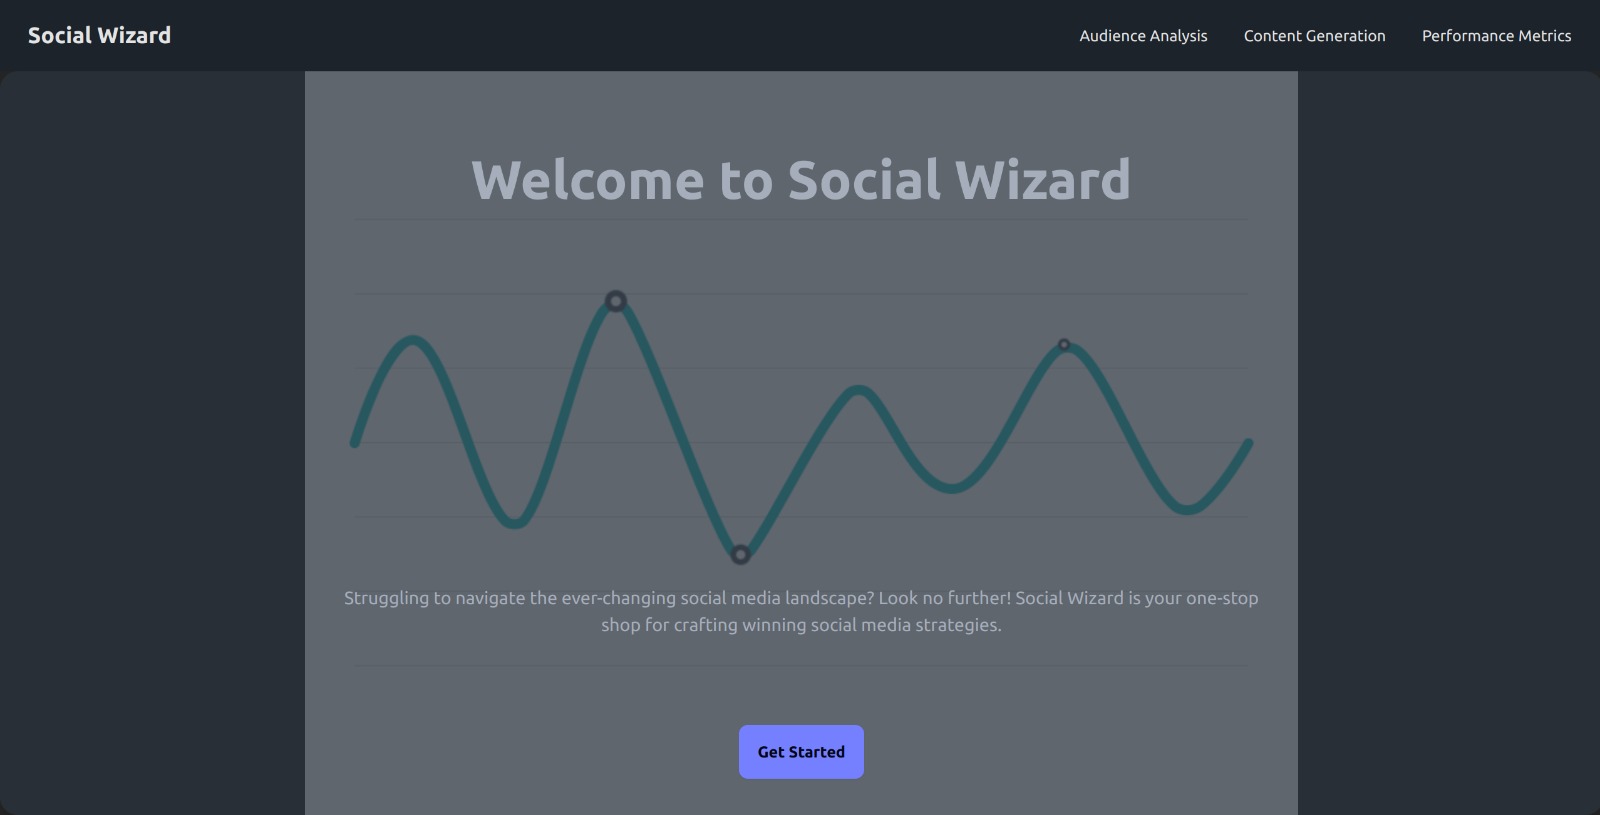 Social Wizard
Audience Analysis
Content Generation
Performance Metrics
Welcome to Social Wizard
Struggling to navigate the ever-changing social media landscape? Look no further! Social Wizard is your one-stop
shop for crafting winning social media strategies.
Get Started